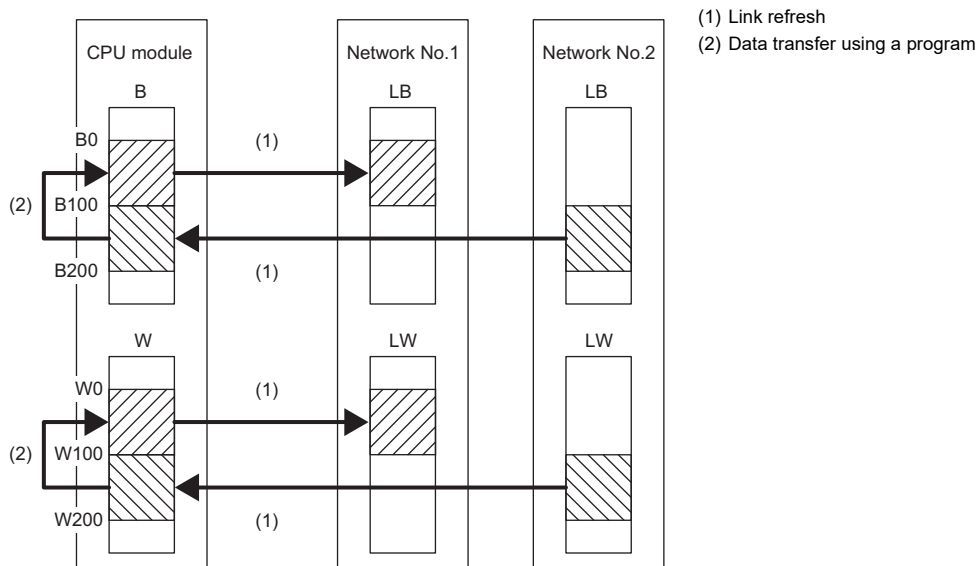 (1) Link refresh
(2) Data transfer using a program
CPU module
Network No.1
Network No.2
B
LB
LB
B0
(1)
(2)
B100
B200
(1)
W
LW
LW
W0
(1)
(2)
W100
W200
(1)